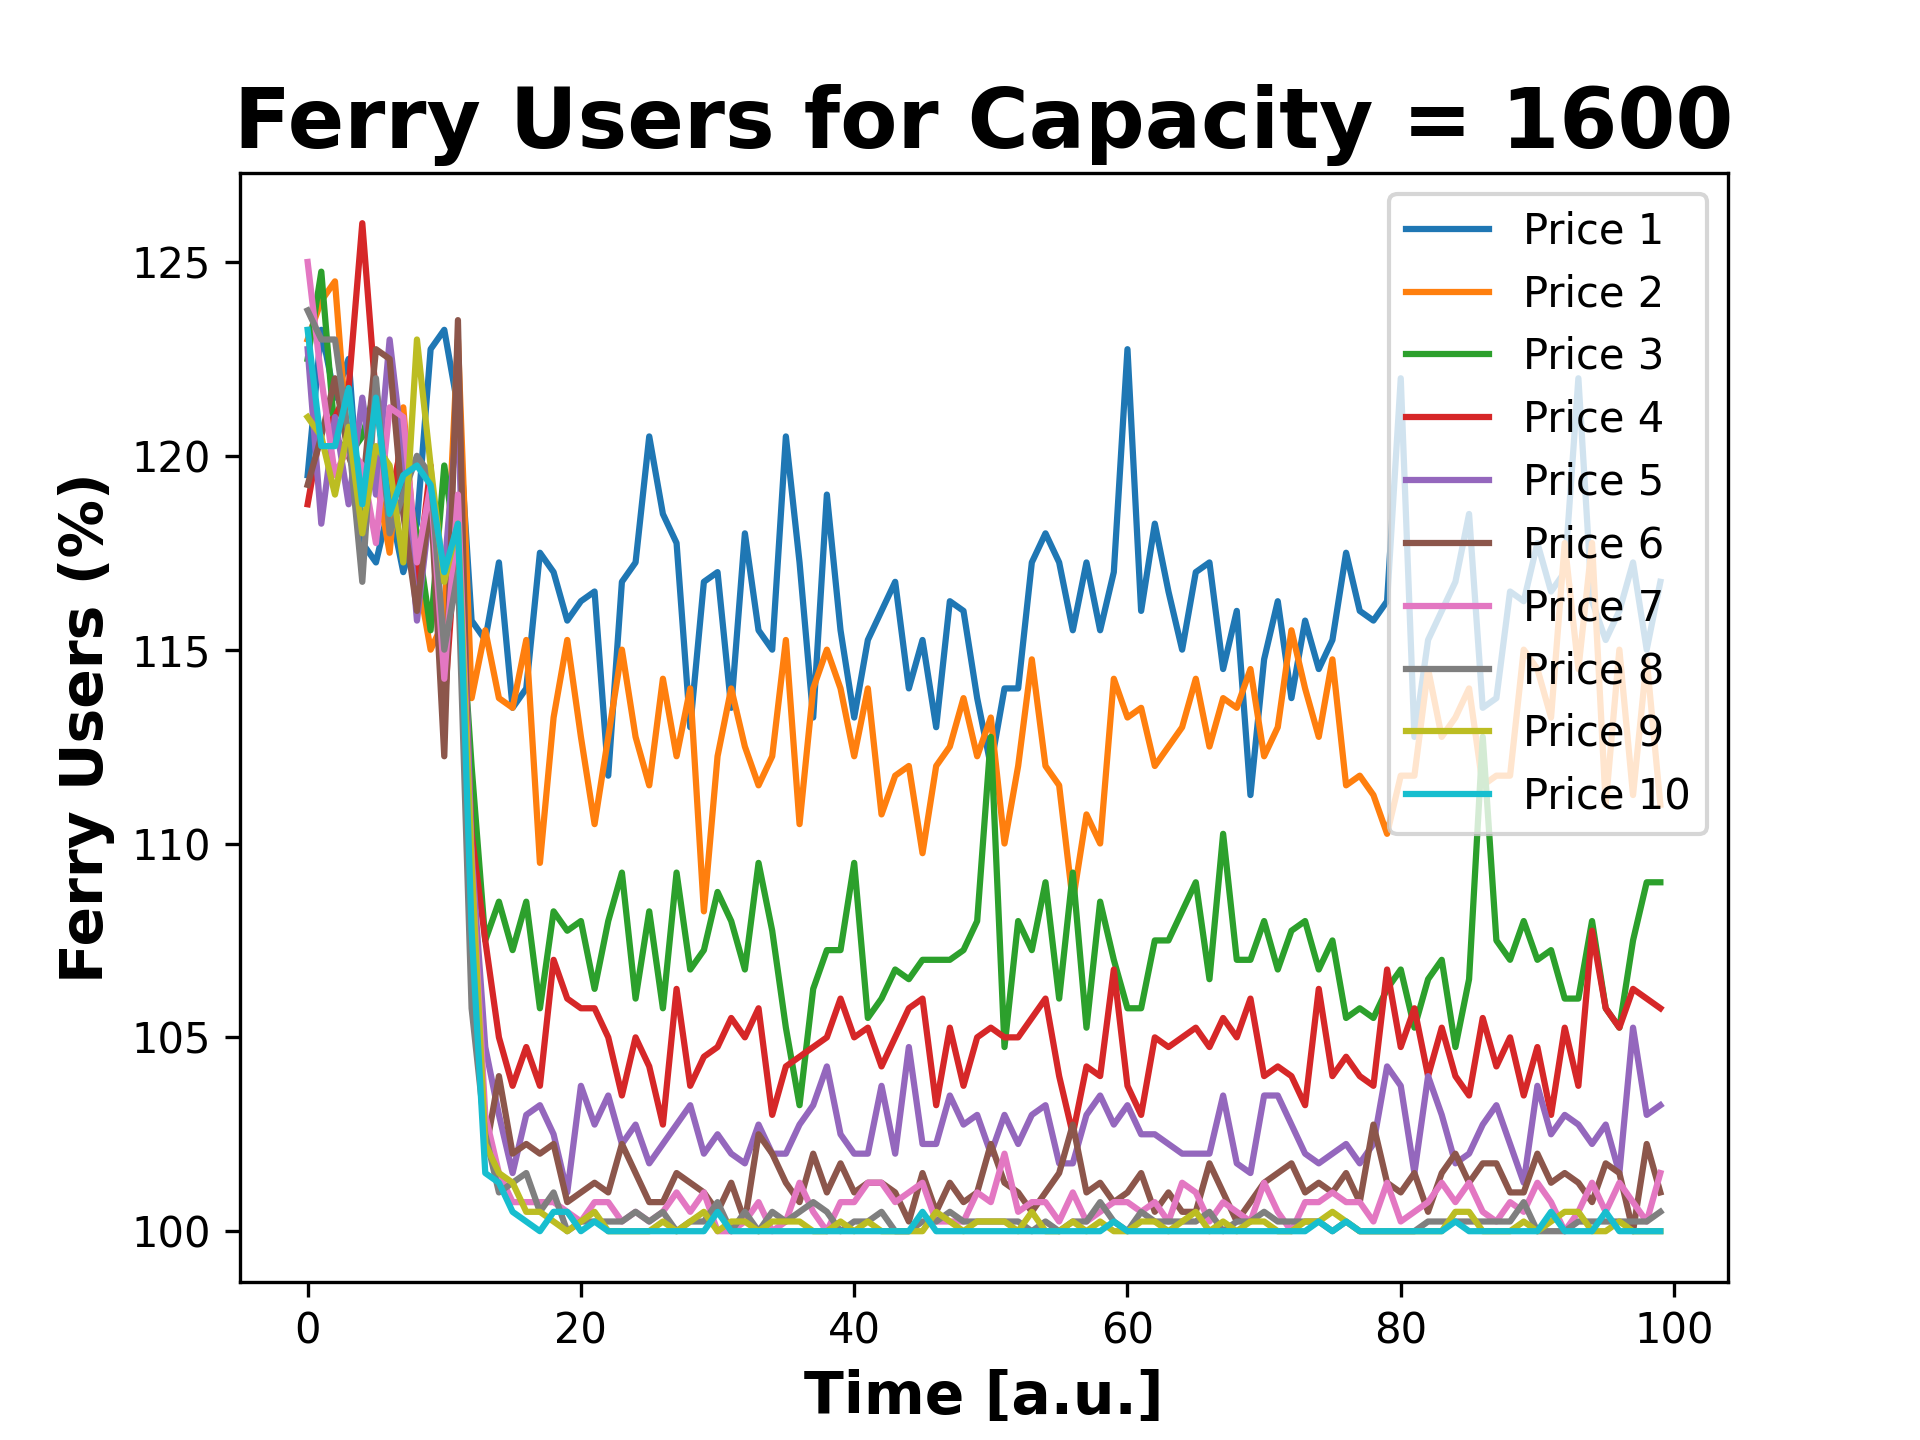 Ferry Users for Capacity = 1600
Ferry Users (%)
125
120
115
110
105
100
Price 1
Price 2
Price 3
Price 4
Price 5
Price 6
Price 7
Price 8
Price 9
Price 10
0 20 40 60 80 100
Time [a.u.]